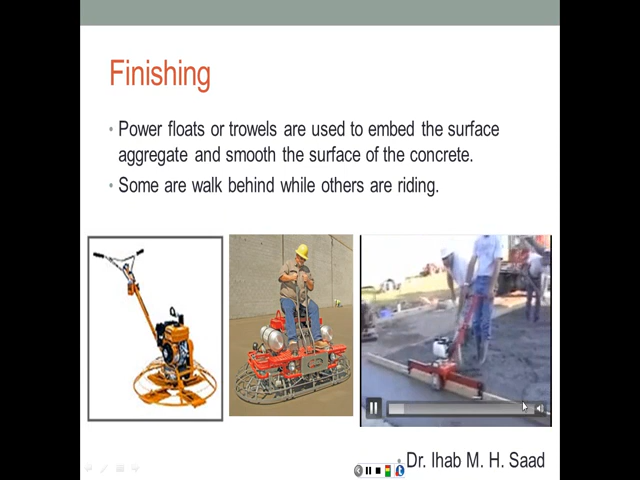 Finishing
• Power floats or trowels are used to embed the surface
aggregate and smooth the surface of the concrete.
• Some are walk behind while others are riding.
• Dr. Ihab M. H. Saad